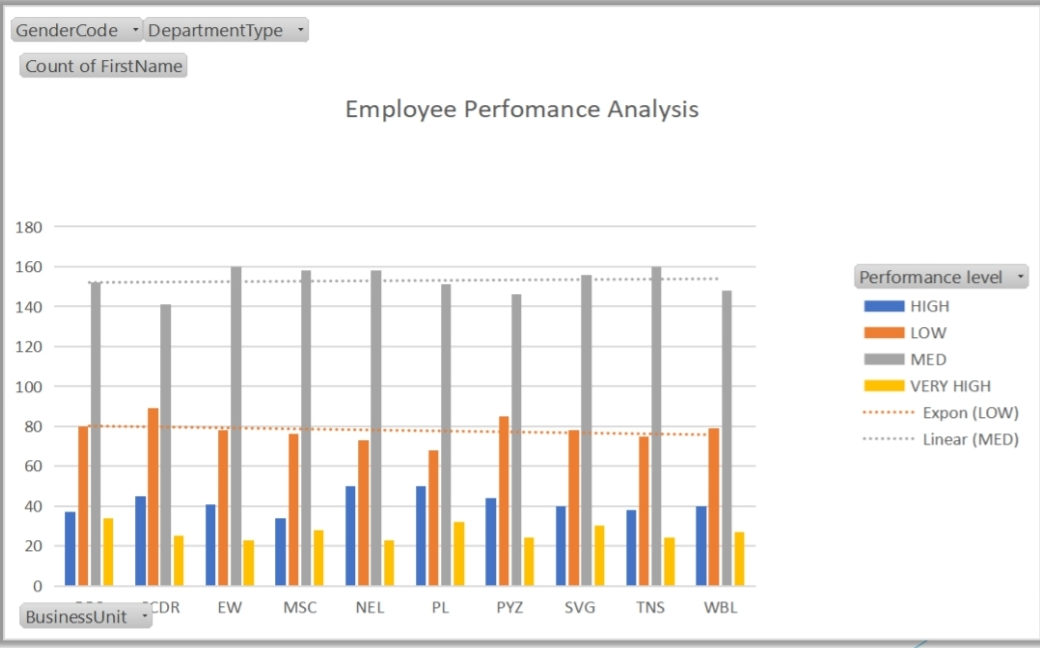 GenderCode DepartmentType
Count of FirstName
Employee Perfomance Analysis
180
160
140
120
100
80
60
40
20
0
CDR EW MSC NEL PL PYZ SVG TNS WBL
BusinessUnit
Performance level
HIGH
LOW
MED
VERY HIGH
Expon (LOW)
Linear (MED)